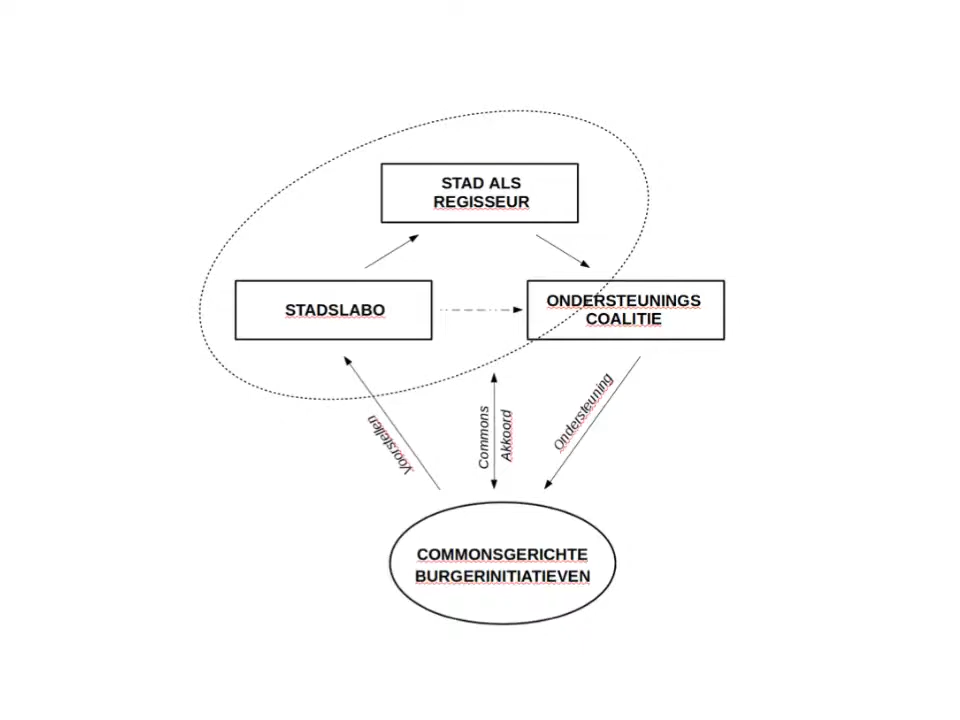 STAD ALS
REGISSEUR
STADSLABO
ONDERSTEUNINGS
COALITIE
Voorstellen
Commons
Akkoord
Ondersteuning
COMMONSGERICHTE
BURGERINITIATIEVEN